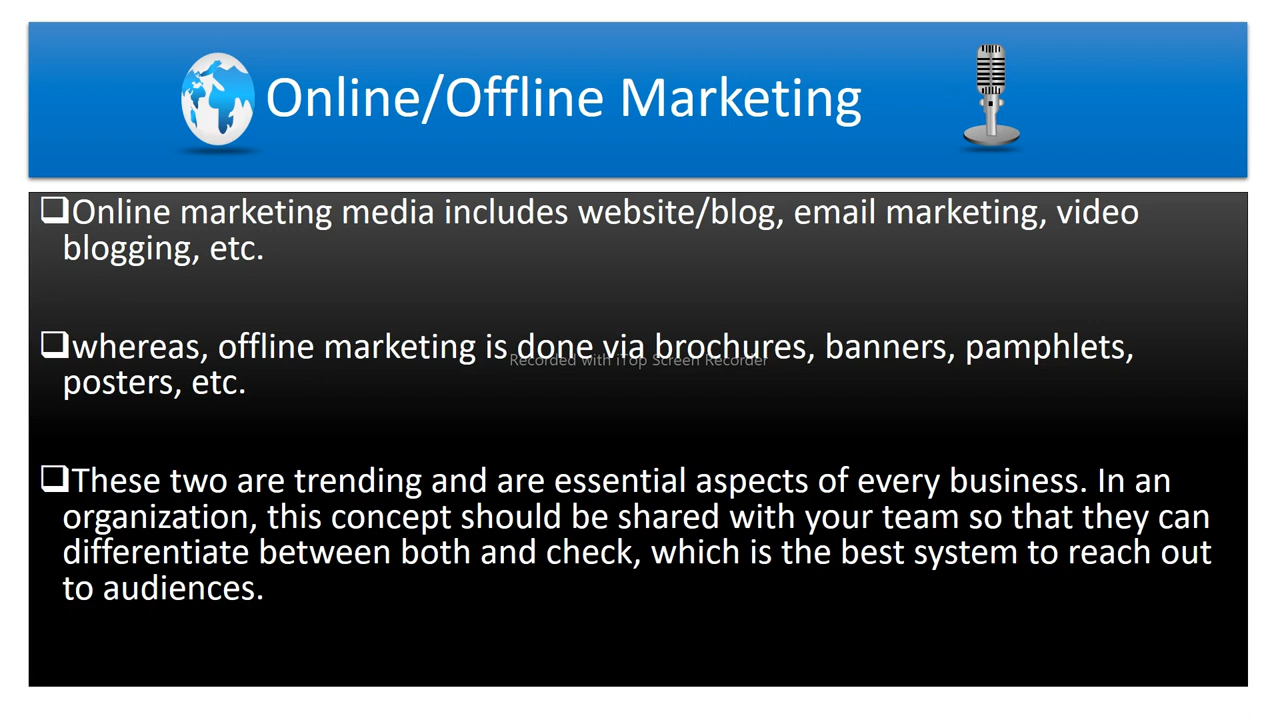 Online/Offline Marketing
❑Online marketing media includes website/blog, email marketing, video
blogging, etc.
❑whereas, offline marketing is done via brochures, banners, pamphlets,
Recorded with iTop Screen Recorder
posters, etc.
❑These two are trending and are essential aspects of every business. In an
organization, this concept should be shared with your team so that they can
differentiate between both and check, which is the best system to reach out
to audiences.